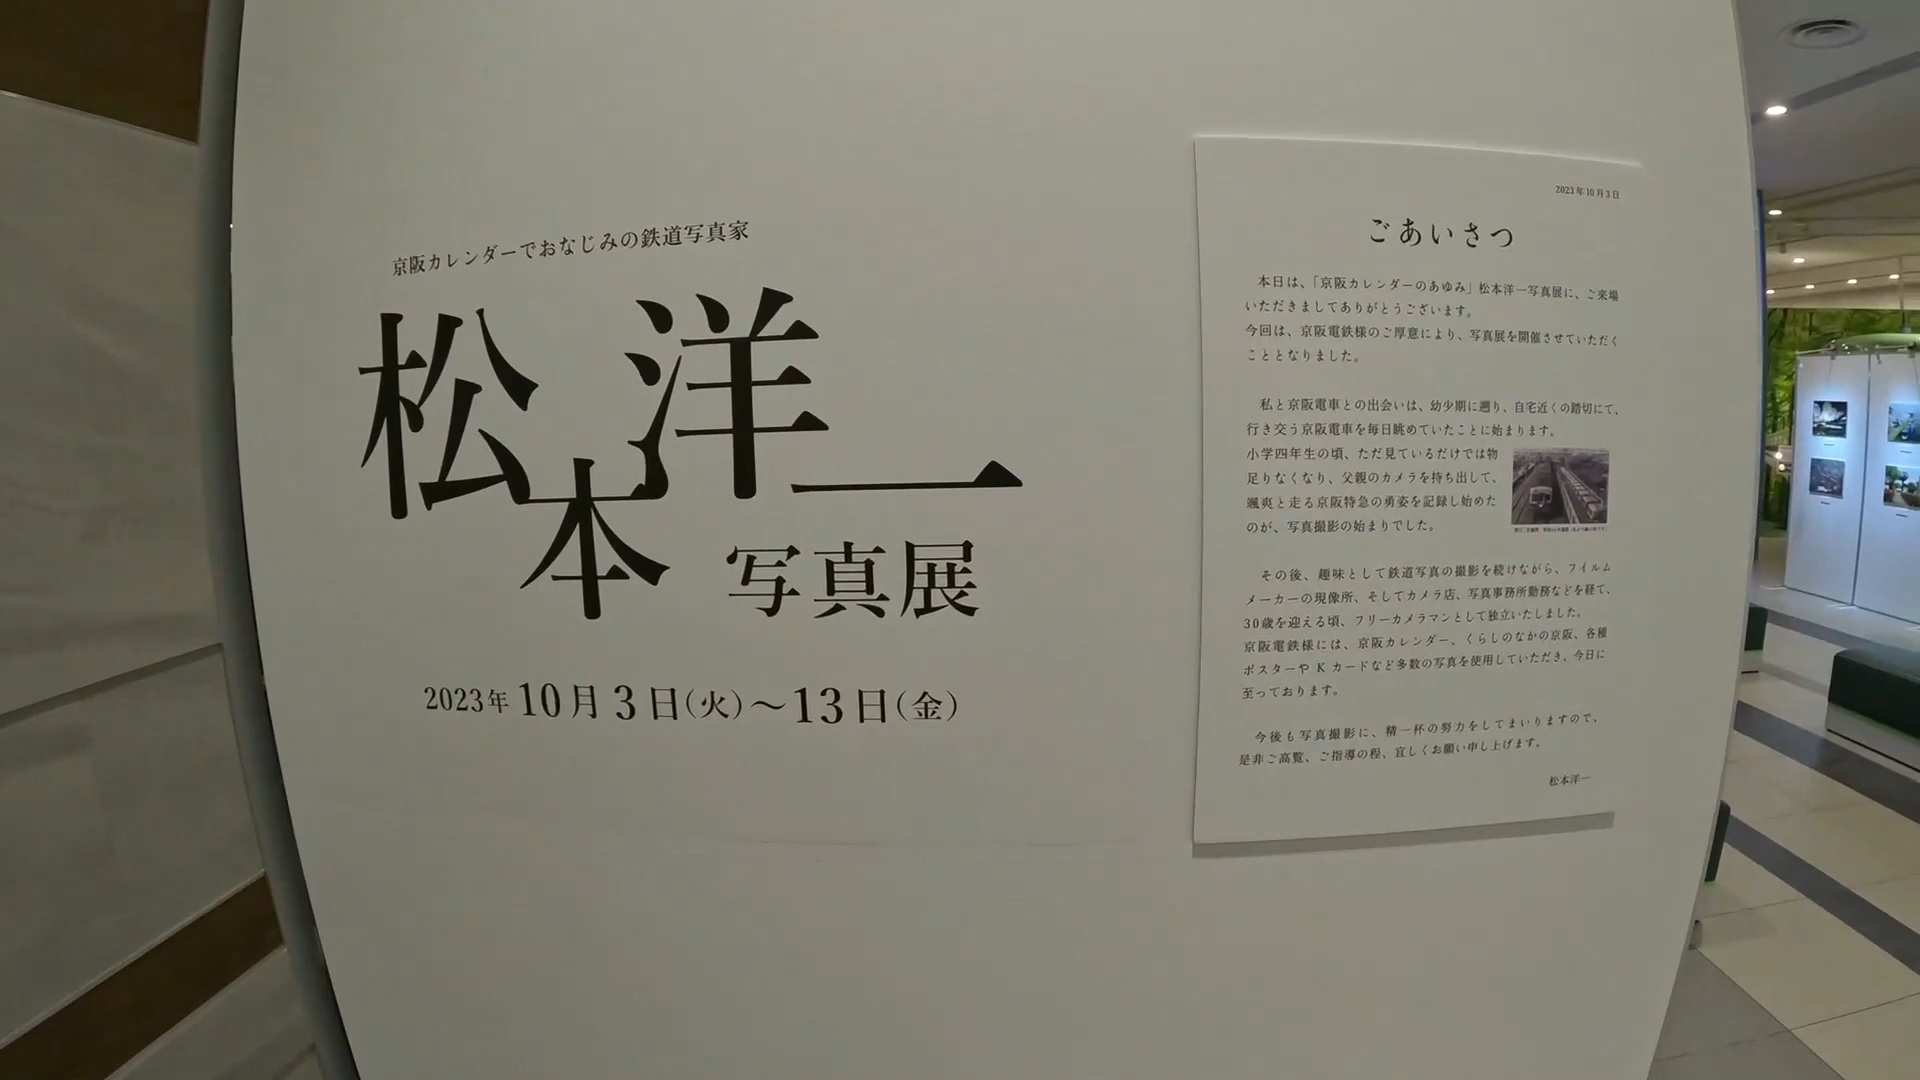 京阪カレンダーでおなじみの鉄道写真家
松本洋一
写真展
2023年10月3日(火)〜13日(金)
2023年10月3日
ごあいさつ
本日は、「京阪カレンダーのあゆみ」松本洋一写真展に、ご来場
いただきましてありがとうございます。
今回は、京阪電鉄様のご厚意により、写真展を開催させていただく
こととなりました。
私と京阪電車との出会いは、幼少期に遡り、自宅近くの踏切にて、
行き交う京阪電車を毎日眺めていたことに始まります。
小学四年生の頃、ただ見ているだけでは物
足りなくなり、父親のカメラを持ち出して、
颯爽と走る京阪特急の勇姿を記録し始めた
のが、写真撮影の始まりでした。
その後、趣味として鉄道写真の撮影を続けながら、フイルム
メーカーの現像所、そしてカメラ店、写真事務所勤務などを経て、
30歳を迎える頃、フリーカメラマンとして独立いたしました。
京阪電鉄様には、京阪カレンダー、くらしのなかの京阪、各種
ポスターや K カードなど多数の写真を使用していただき、今日に
至っております。
今後も写真撮影に、精一杯の努力をしてまいりますので、
是非ご高覧、ご指導の程、宜しくお願い申し上げます。
松本洋一